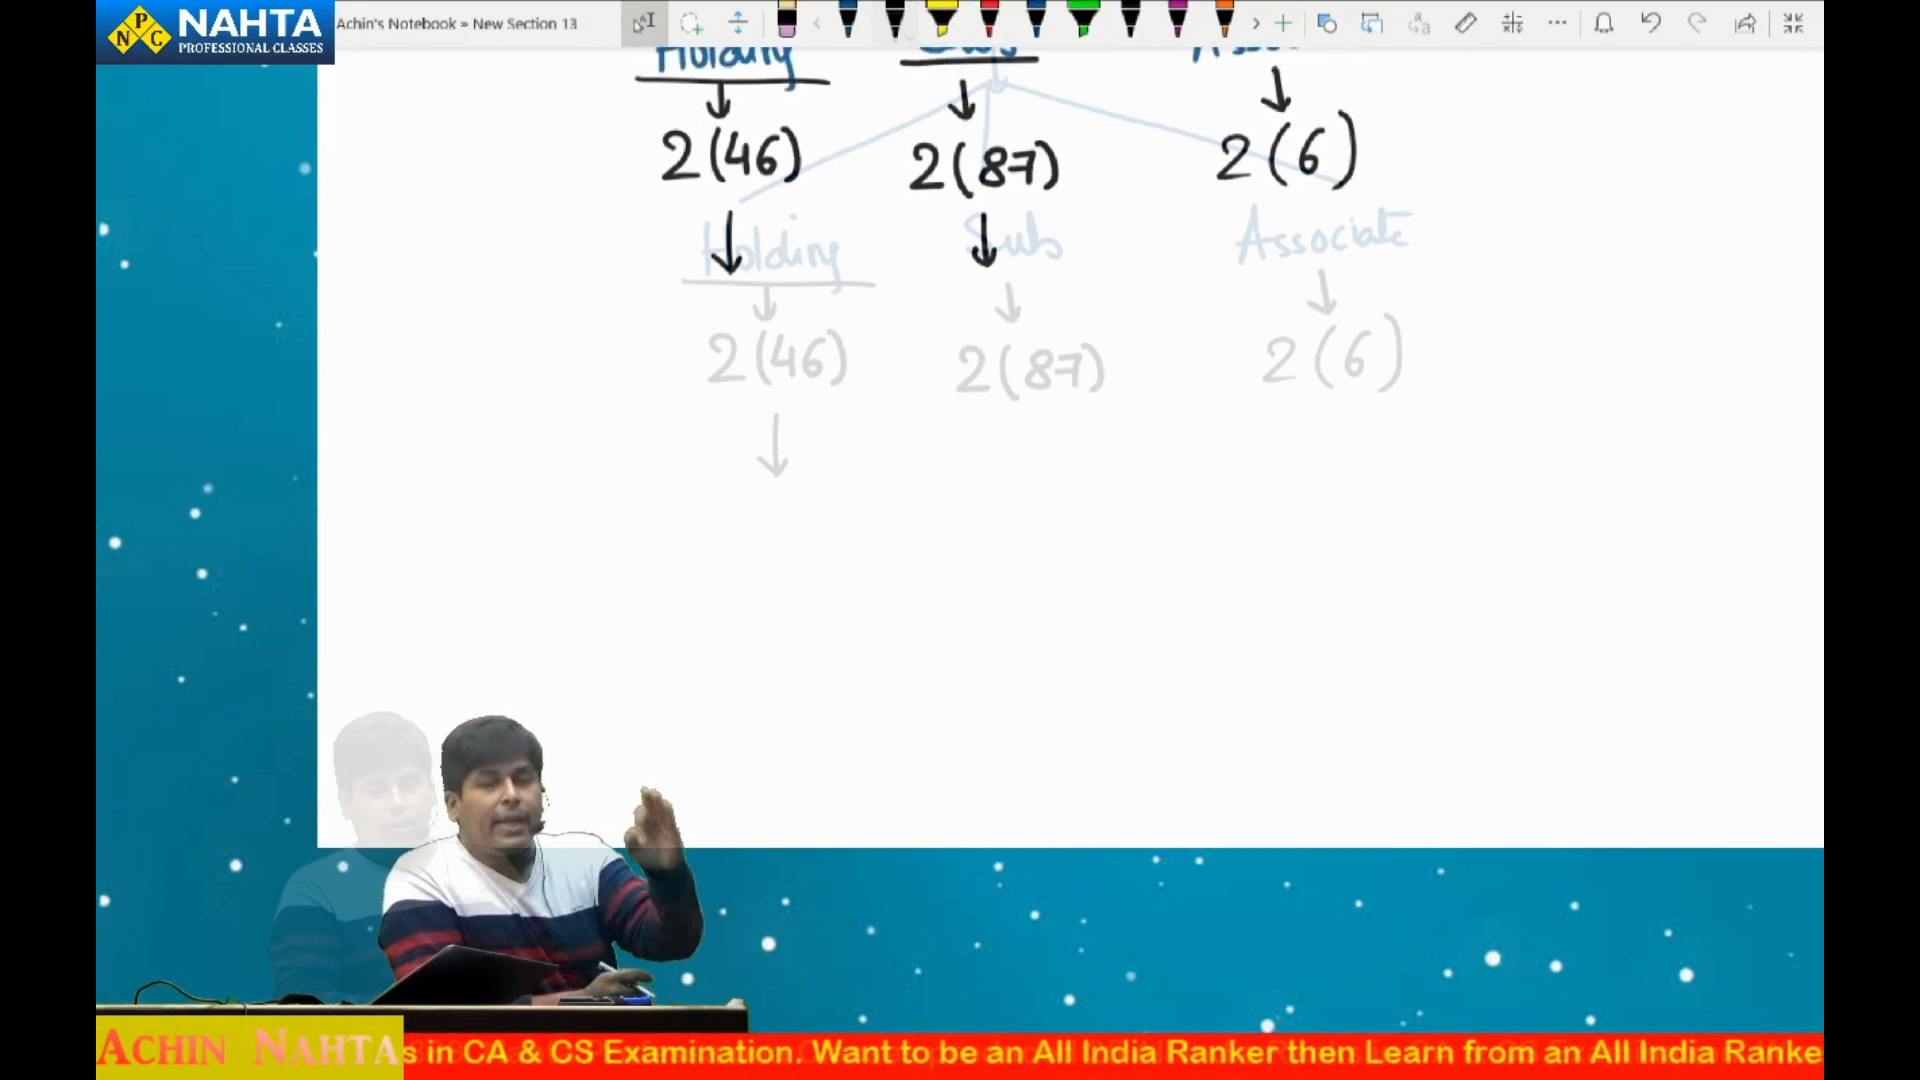 NPC NAHTA
PROFESSIONAL CLASSES
Achin's Notebook » New Section 13
Holding
2(46) 2(87) 2(6)
Holding Sub Associate
2(46) 2(87) 2(6)
ACHIN NAHTA
s in CA & CS Examination. Want to be an All India Ranker then Learn from an All India Ranke